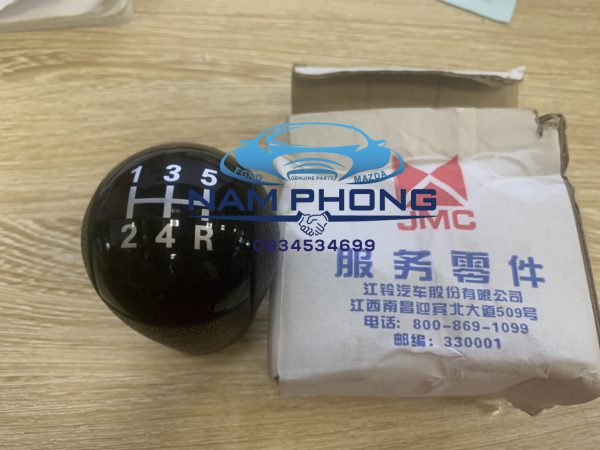 1 3 5
2 4 R
FORD GENUINE PARTS MAZDA
NAM PHONG
0834534699
JMC
服务零件
江铃汽车股份有限公司
江西南昌迎宾北大道509号
电话: 800-869-1099
邮编: 330001